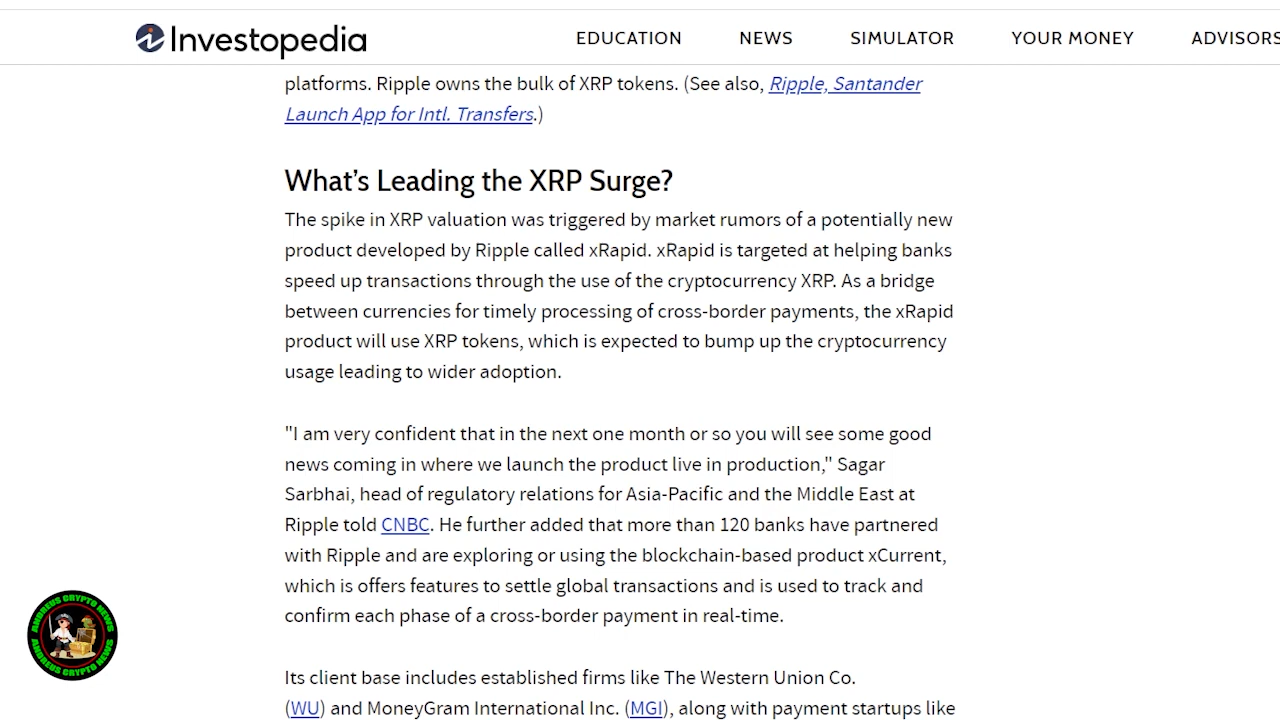 Investopedia
EDUCATION NEWS SIMULATOR YOUR MONEY ADVISORS
platforms. Ripple owns the bulk of XRP tokens. (See also, Ripple, Santander
Launch App for Intl. Transfers.)
What's Leading the XRP Surge?
The spike in XRP valuation was triggered by market rumors of a potentially new
product developed by Ripple called xRapid. xRapid is targeted at helping banks
speed up transactions through the use of the cryptocurrency XRP. As a bridge
between currencies for timely processing of cross-border payments, the xRapid
product will use XRP tokens, which is expected to bump up the cryptocurrency
usage leading to wider adoption.
"I am very confident that in the next one month or so you will see some good
news coming in where we launch the product live in production," Sagar
Sarbhai, head of regulatory relations for Asia-Pacific and the Middle East at
Ripple told CNBC. He further added that more than 120 banks have partnered
with Ripple and are exploring or using the blockchain-based product xCurrent,
which is offers features to settle global transactions and is used to track and
confirm each phase of a cross-border payment in real-time.
Its client base includes established firms like The Western Union Co.
(WU) and MoneyGram International Inc. (MGI), along with payment startups like
ANDREUS CRYPTO NEWS
ANDREUS CRYPTO NEWS